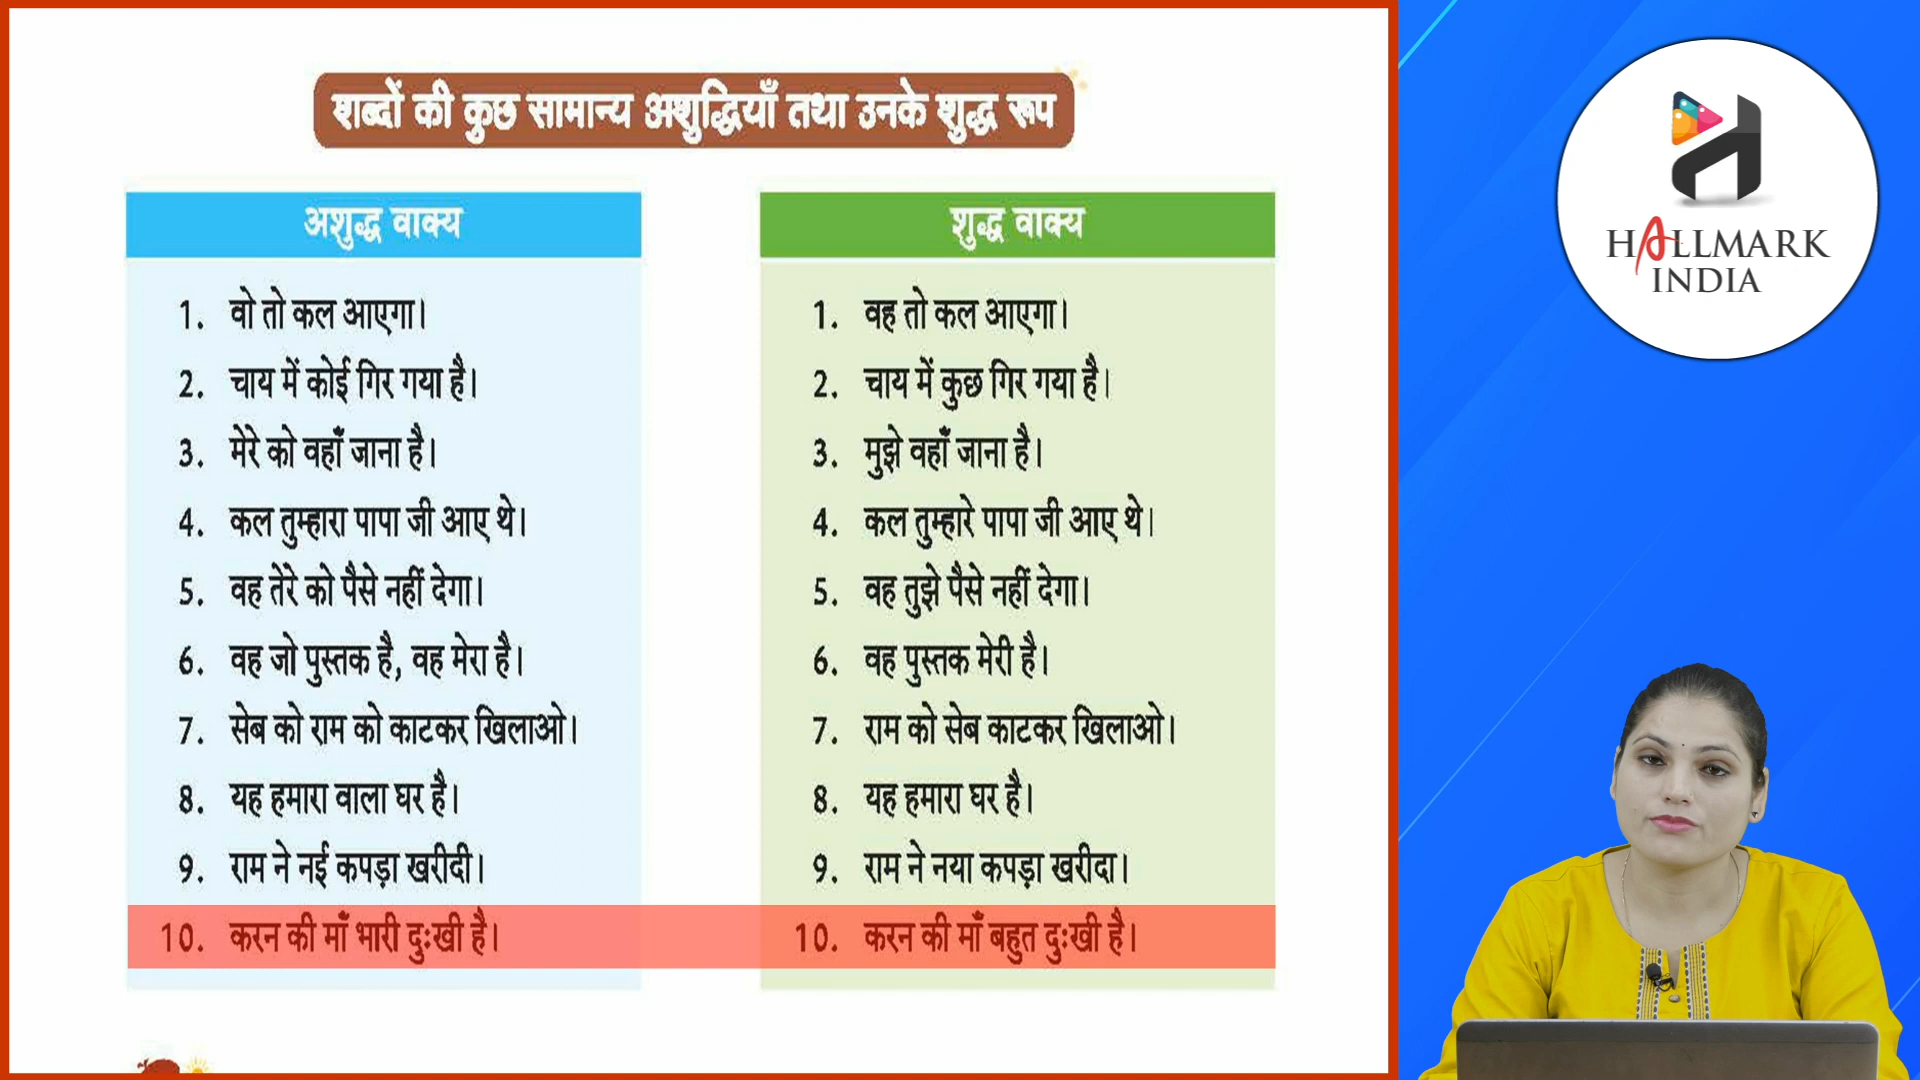 शब्दों की कुछ सामान्य अशुद्धियाँ तथा उनके शुद्ध रूप
अशुद्ध वाक्य
1. वो तो कल आएगा।
2. चाय में कोई गिर गया है।
3. मेरे को वहाँ जाना है।
4. कल तुम्हारा पापा जी आए थे।
5. वह तेरे को पैसे नहीं देगा।
6. वह जो पुस्तक है, वह मेरा है।
7. सेब को राम को काटकर खिलाओ।
8. यह हमारा वाला घर है।
9. राम ने नई कपड़ा खरीदी।
10. करन की माँ भारी दुःखी है।
शुद्ध वाक्य
1. वह तो कल आएगा।
2. चाय में कुछ गिर गया है।
3. मुझे वहाँ जाना है।
4. कल तुम्हारे पापा जी आए थे।
5. वह तुझे पैसे नहीं देगा।
6. वह पुस्तक मेरी है।
7. राम को सेब काटकर खिलाओ।
8. यह हमारा घर है।
9. राम ने नया कपड़ा खरीदा।
10. करन की माँ बहुत दुःखी है।
HALLMARK
INDIA